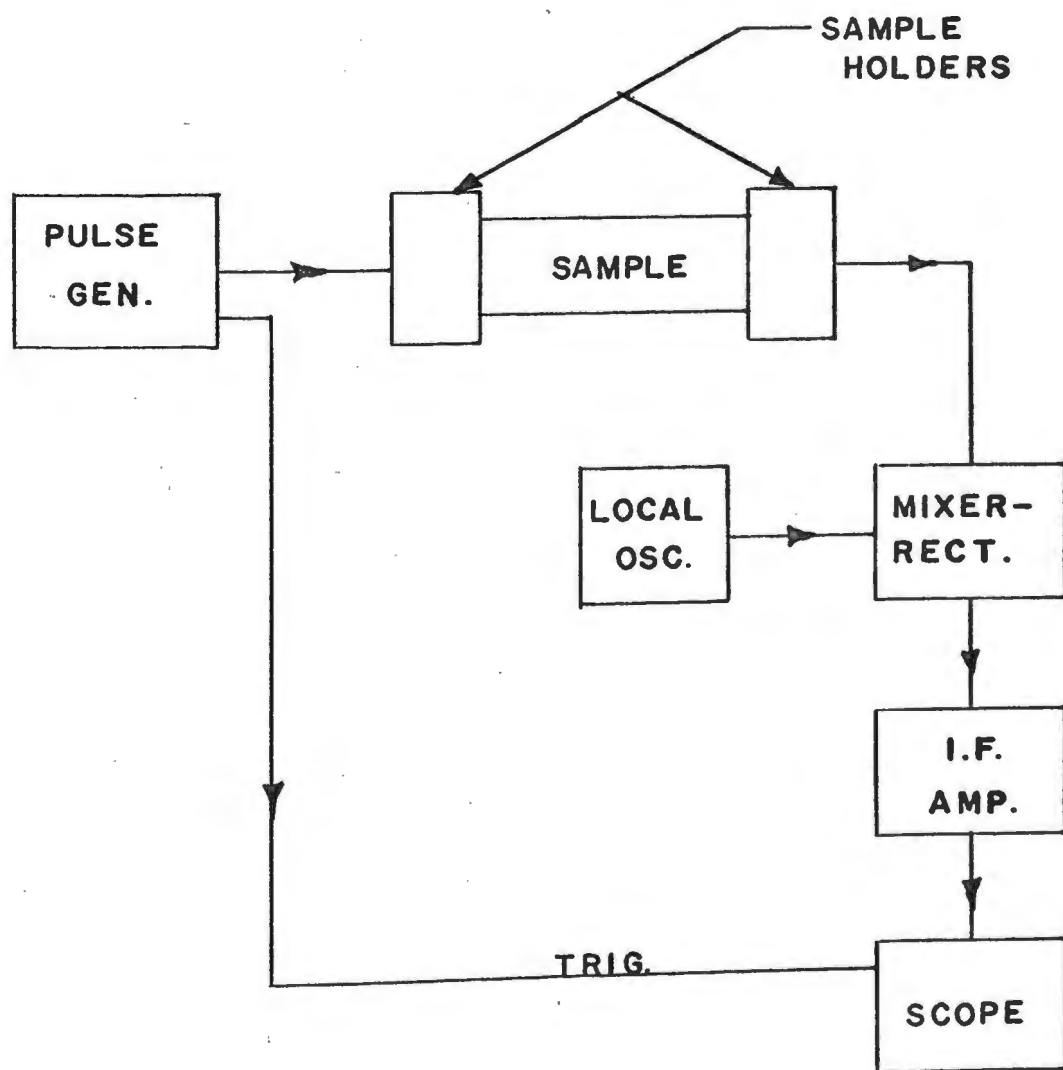 SAMPLE
HOLDERS
PULSE
GEN.
SAMPLE
LOCAL
OSC.
MIXER-
RECT.
I.F.
AMP.
TRIG.
SCOPE